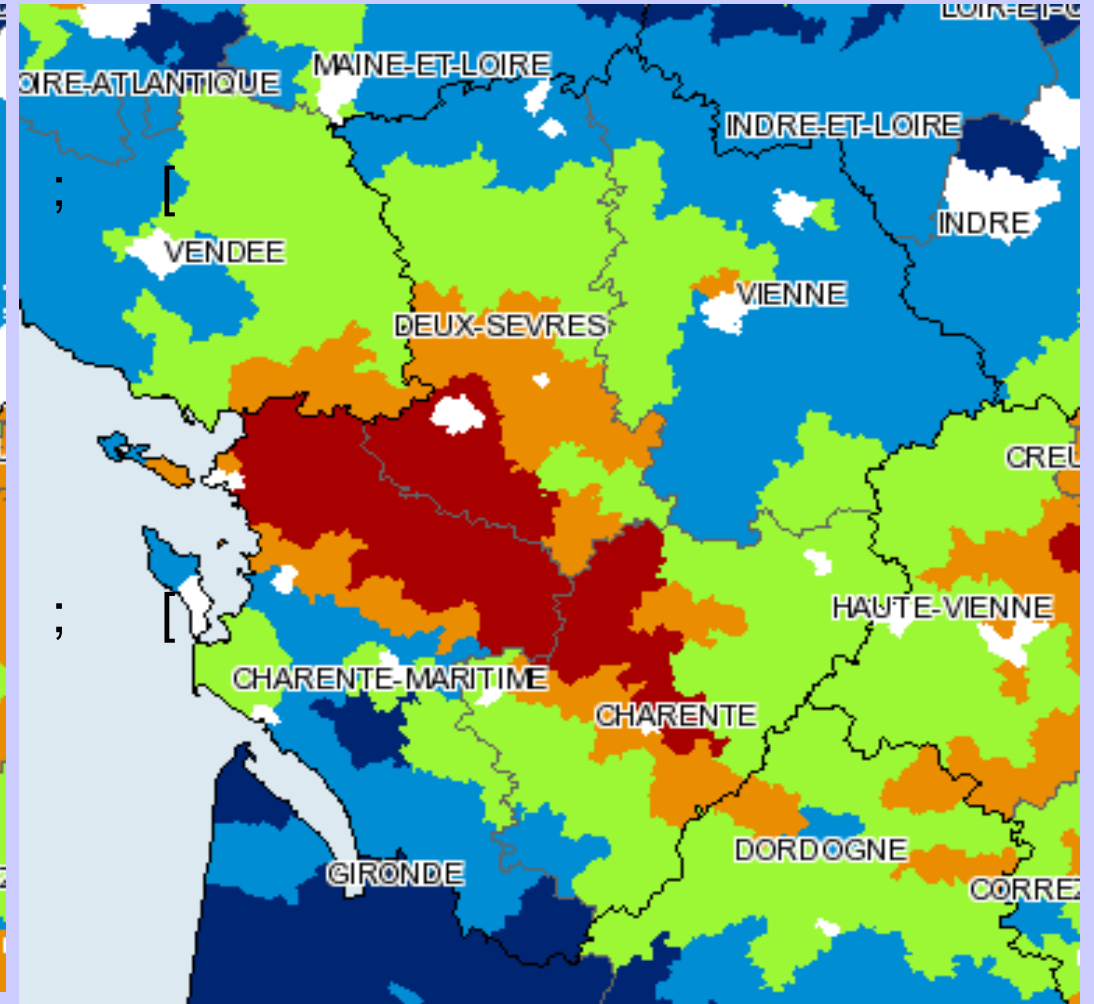 LOIR-ET-C
MAINE-ET-LOIRE
OIRE-ATLANTIQUE
INDRE-ET-LOIRE
; [
INDRE
VENDEE
VIENNE
DEUX-SEVRES
CREU
HAUTE-VIENNE
; [
CHARENTE-MARITIME
CHARENTE
DORDOGNE
GIRONDE
CORREZ